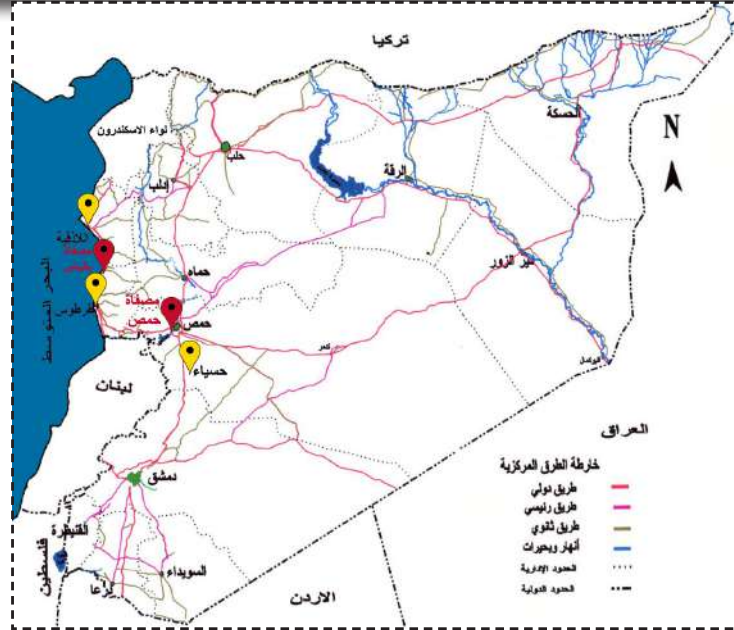 تركيا
لواء الاسكندرون
حلب
إدلب
الرقة
الحسكة
N
اللاذقية
مصفاة
بانياس
حماه
دير الزور
طرطوس
مصفاة
حمص
حمص
البحر المتوسط
تدمر
البوكمال
حسياء
لبنان
العراق
دمشق
القنيطرة
فلسطين
السويداء
درعا
الاردن
خارطة الطرق المركزية
طريق دولي
طريق رئيسي
طريق ثانوي
أنهار وبحيرات
الحدود الإدارية
الحدود الدولية